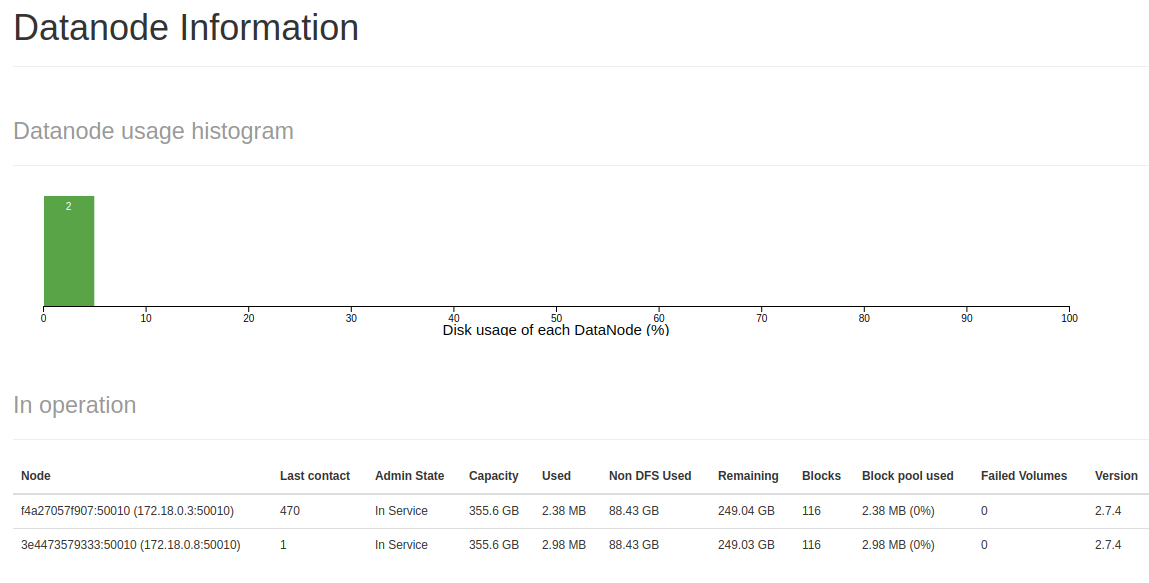 Datanode Information
Datanode usage histogram
2
0 10 20 30 40 50 60 70 80 90 100
Disk usage of each DataNode (%)
In operation
Node Last contact Admin State Capacity Used Non DFS Used Remaining Blocks Block pool used Failed Volumes Version
f4a27057f907:50010 (172.18.0.3:50010) 470 In Service 355.6 GB 2.38 MB 88.43 GB 249.04 GB 116 2.38 MB (0%) 0 2.7.4
3e4473579333:50010 (172.18.0.8:50010) 1 In Service 355.6 GB 2.98 MB 88.43 GB 249.03 GB 116 2.98 MB (0%) 0 2.7.4